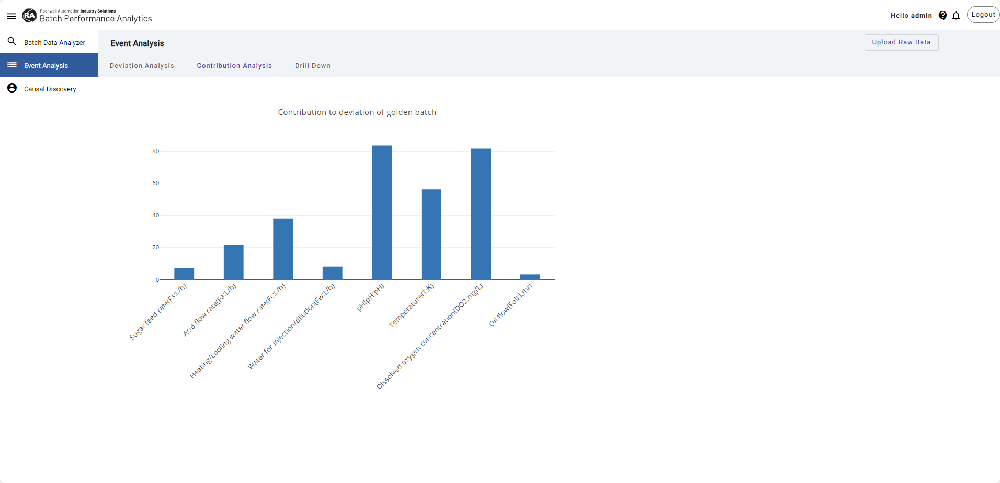 Rockwell Automation Industry Solutions
Batch Performance Analytics
Hello admin
Logout
Batch Data Analyzer
Event Analysis
Causal Discovery
Event Analysis
Upload Raw Data
Deviation Analysis
Contribution Analysis
Drill Down
Contribution to deviation of golden batch
80
60
40
20
0
Sugar feed rate(Fs:L/h)
Acid flow rate(Fa:L/h)
Heating/cooling water flow rate(Fc:L/h)
Water for injection/dilution(Fw:L/h)
pH(pH:pH)
Temperature(T:K)
Dissolved oxygen concentration(DO2:mg/L)
Oil flow(Foil:L/hr)